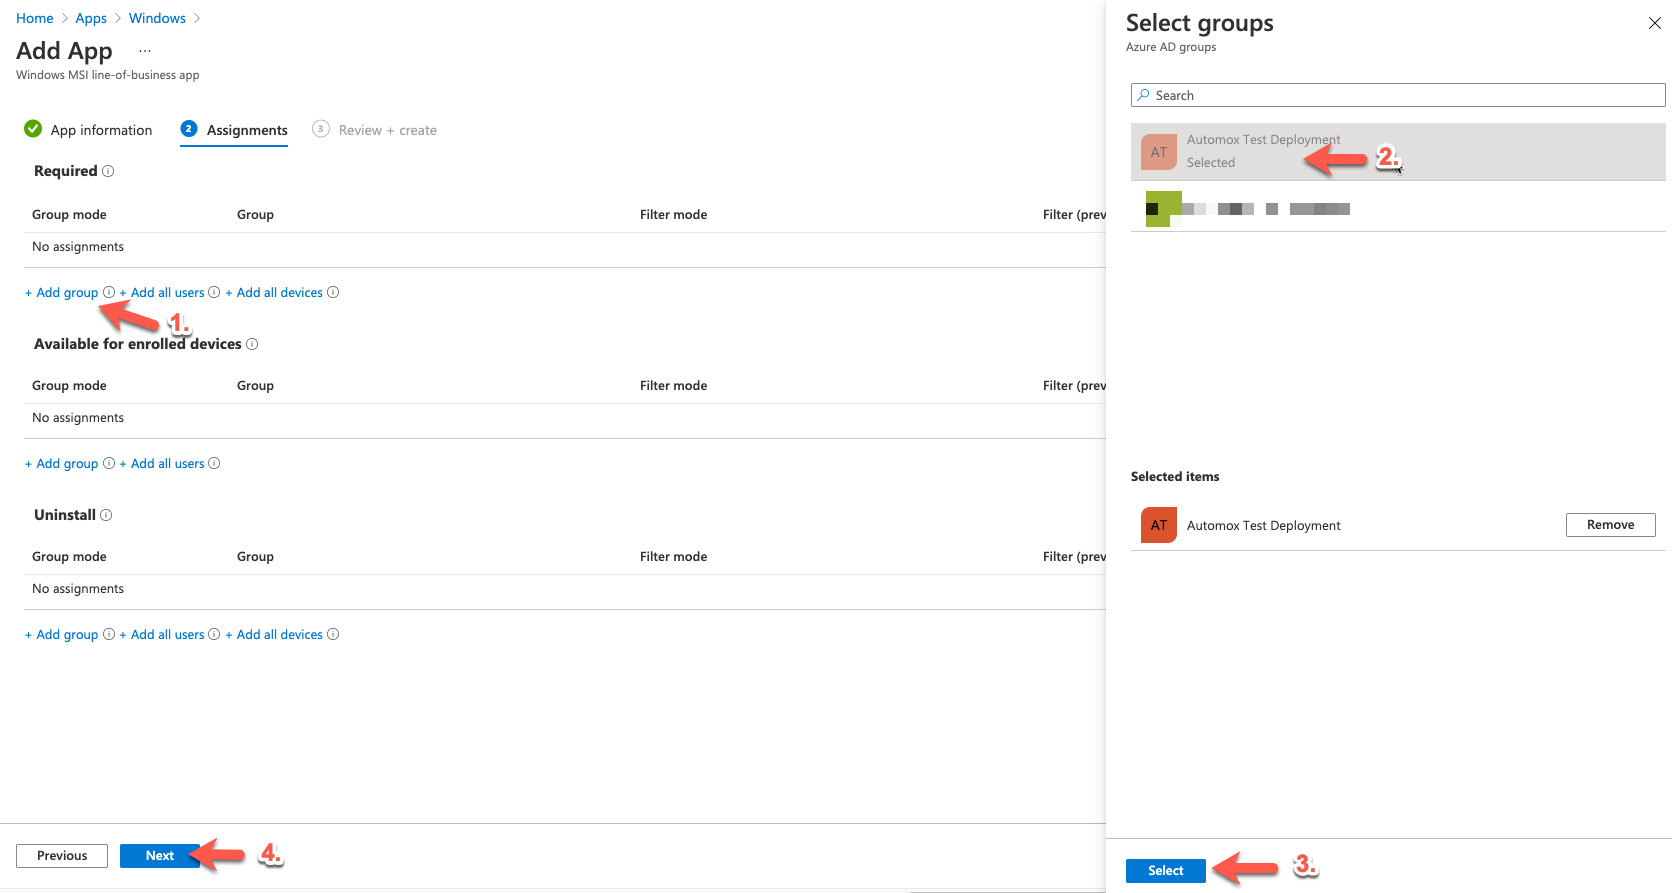 Home > Apps > Windows >
Add App ...
Windows MSI line-of-business app
App information
2 Assignments
3 Review + create
Required
Group mode Group Filter mode Filter (prev
No assignments
+ Add group + Add all users + Add all devices
1.
Available for enrolled devices
Group mode Group Filter mode Filter (prev
No assignments
+ Add group + Add all users
Uninstall
Group mode Group Filter mode Filter (prev
No assignments
+ Add group + Add all users + Add all devices
Previous Next 4.
Select groups
Azure AD groups
Search
AT Automox Test Deployment
Selected
2.
Selected items
AT Automox Test Deployment Remove
Select 3.